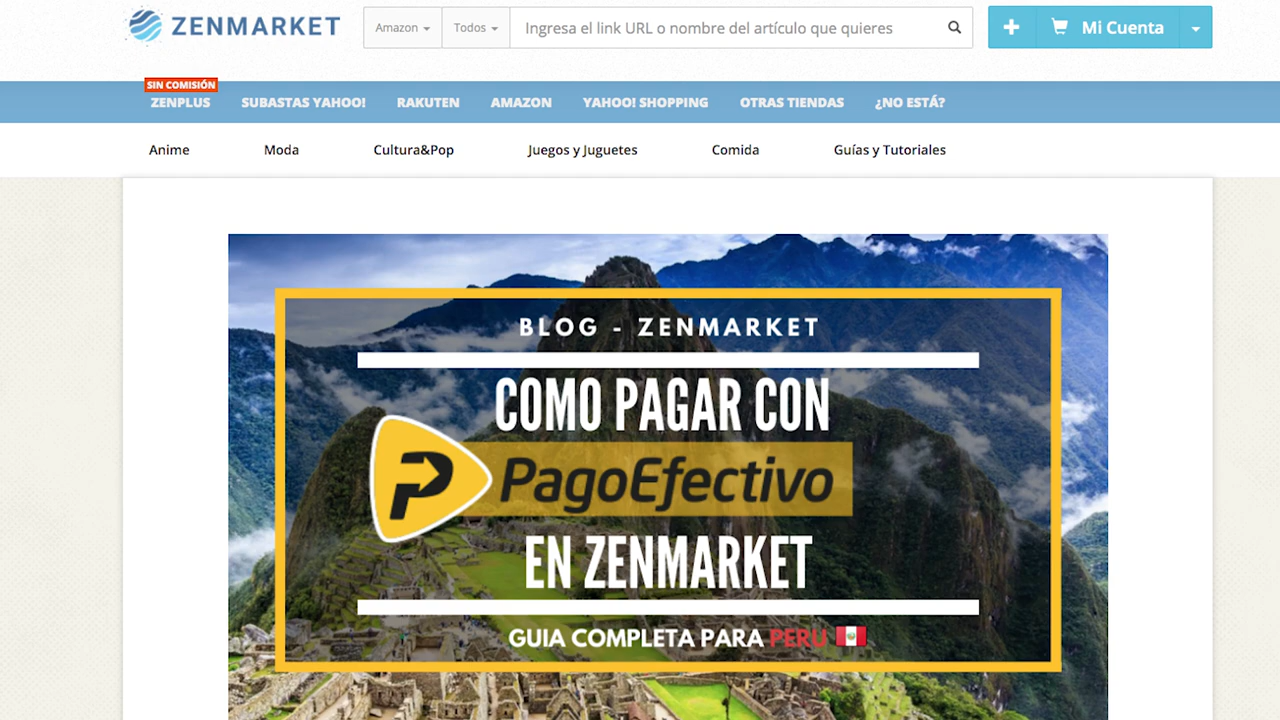 ZENMARKET
Amazon Todos Ingresa el link URL o nombre del artículo que quieres Mi Cuenta
SIN COMISIÓN
ZENPLUS SUBASTAS YAHOO! RAKUTEN AMAZON YAHOO! SHOPPING OTRAS TIENDAS ¿NO ESTÁ?
Anime Moda Cultura&Pop Juegos y Juguetes Comida Guías y Tutoriales
BLOG - ZENMARKET
COMO PAGAR CON
PagoEfectivo
EN ZENMARKET
GUIA COMPLETA PARA PERU